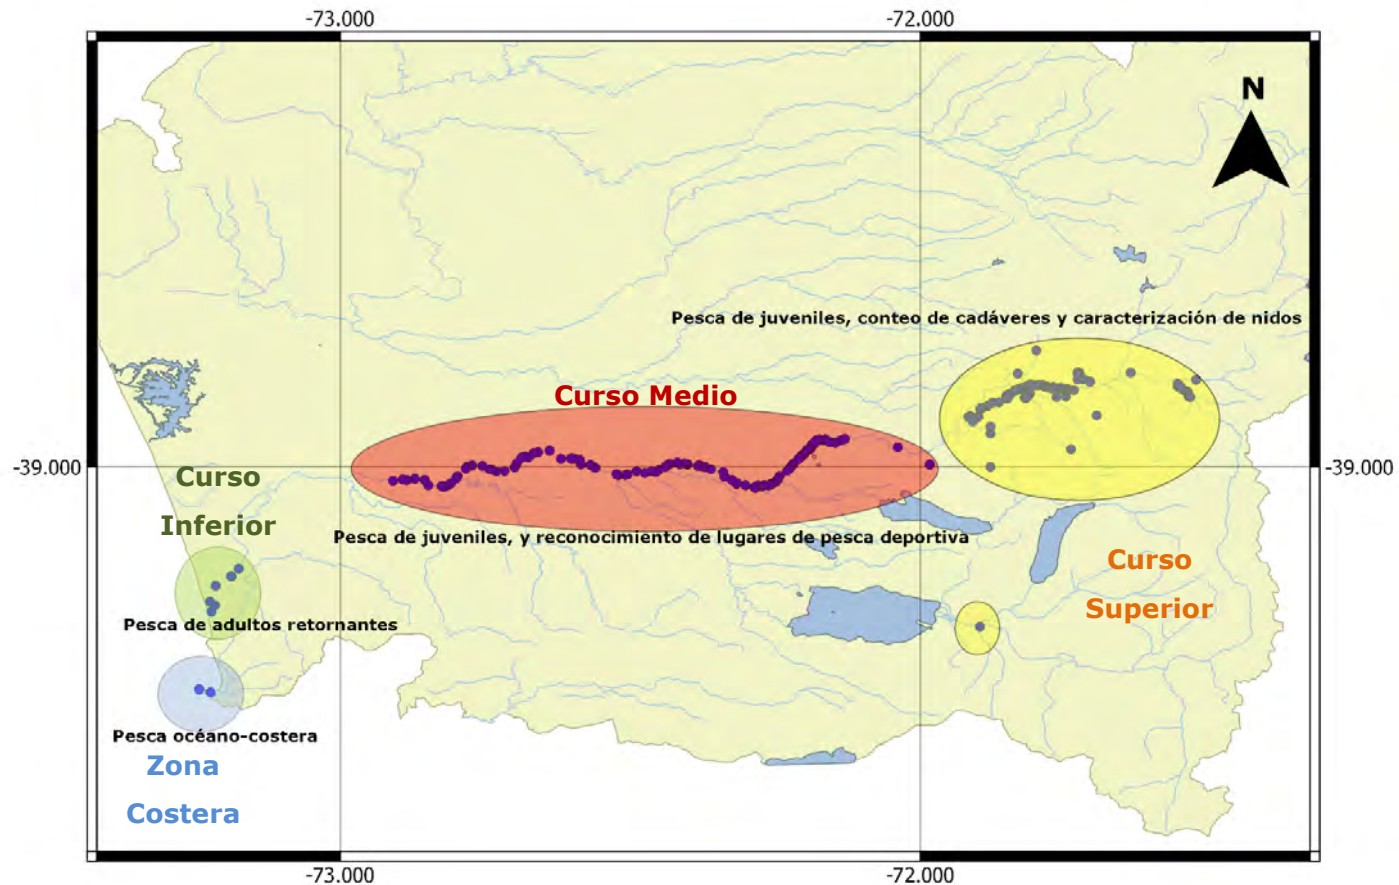 -73.000
-72.000
N
Pesca de juveniles, conteo de cadáveres y caracterización de nidos
Curso Medio
-39.000
-39.000
Curso
Inferior
Pesca de juveniles, y reconocimiento de lugares de pesca deportiva
Curso
Superior
Pesca de adultos retornantes
Pesca océano-costera
Zona
Costera
-73.000
-72.000